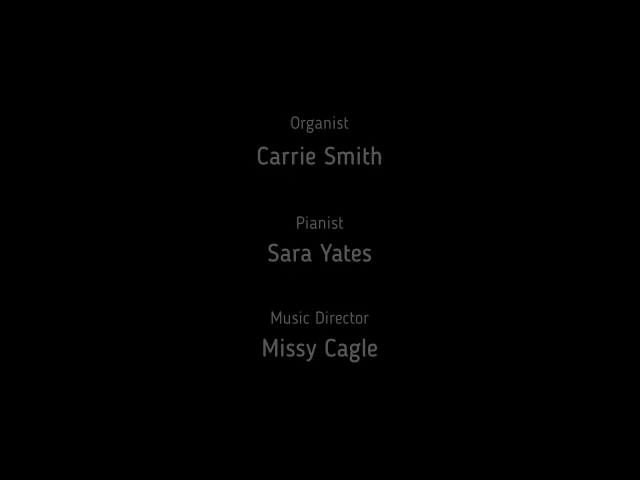 Organist
Carrie Smith
Pianist
Sara Yates
Music Director
Missy Cagle